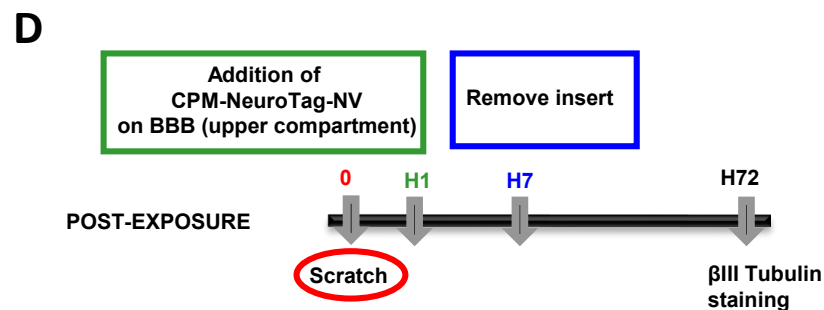 D
Addition of
CPM-NeuroTag-NV
on BBB (upper compartment)
Remove insert
0
H1
H7
H72
POST-EXPOSURE
Scratch
βIII Tubulin
staining